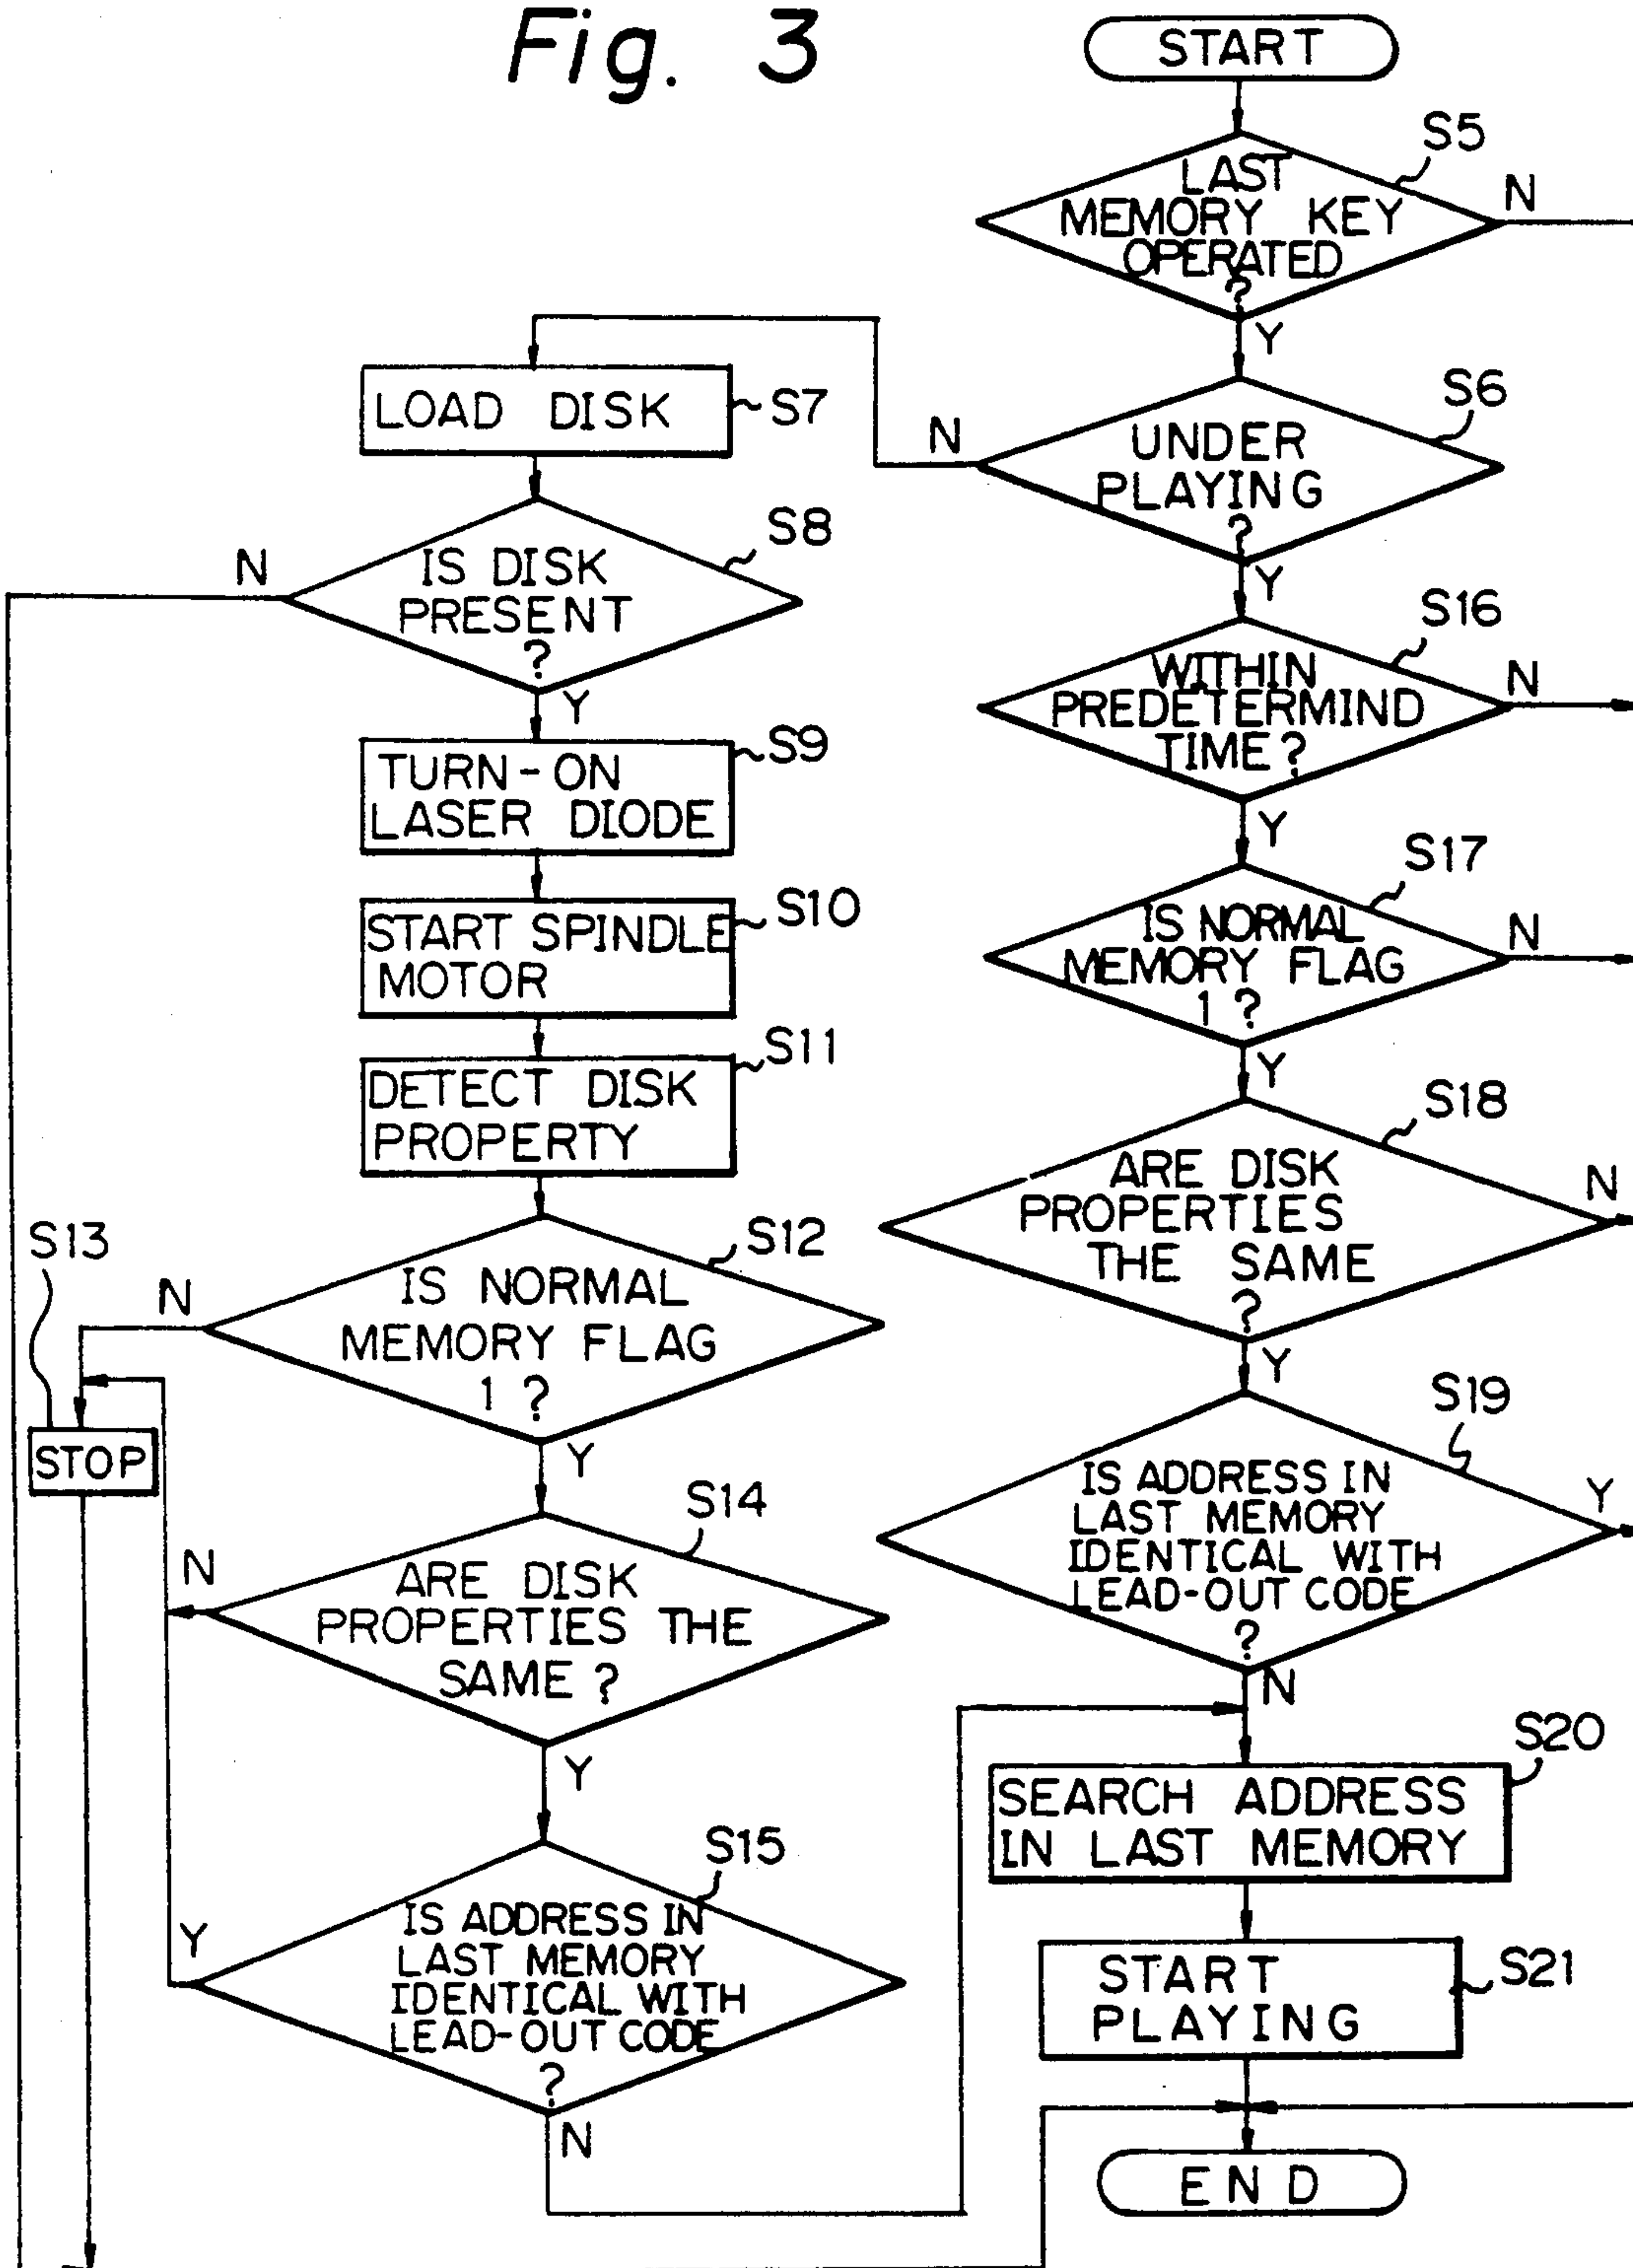 Fig. 3
START
S5
LAST
MEMORY KEY
OPERATED
?
N
Y
S6
UNDER
PLAYING
?
N
Y
LOAD DISK
S7
S8
IS DISK
PRESENT
?
N
Y
TURN-ON
LASER DIODE
S9
START SPINDLE
MOTOR
S10
DETECT DISK
PROPERTY
S11
S12
IS NORMAL
MEMORY FLAG
1 ?
N
Y
S13
STOP
S14
ARE DISK
PROPERTIES THE
SAME ?
N
Y
S15
IS ADDRESS IN
LAST MEMORY
IDENTICAL WITH
LEAD-OUT CODE
?
Y
N
S16
WITHIN
PREDETERMIND
TIME ?
N
Y
S17
IS NORMAL
MEMORY FLAG
1 ?
N
Y
S18
ARE DISK
PROPERTIES
THE SAME
?
N
Y
S19
IS ADDRESS IN
LAST MEMORY
IDENTICAL WITH
LEAD-OUT CODE
?
Y
N
S20
SEARCH ADDRESS
IN LAST MEMORY
S21
START
PLAYING
END